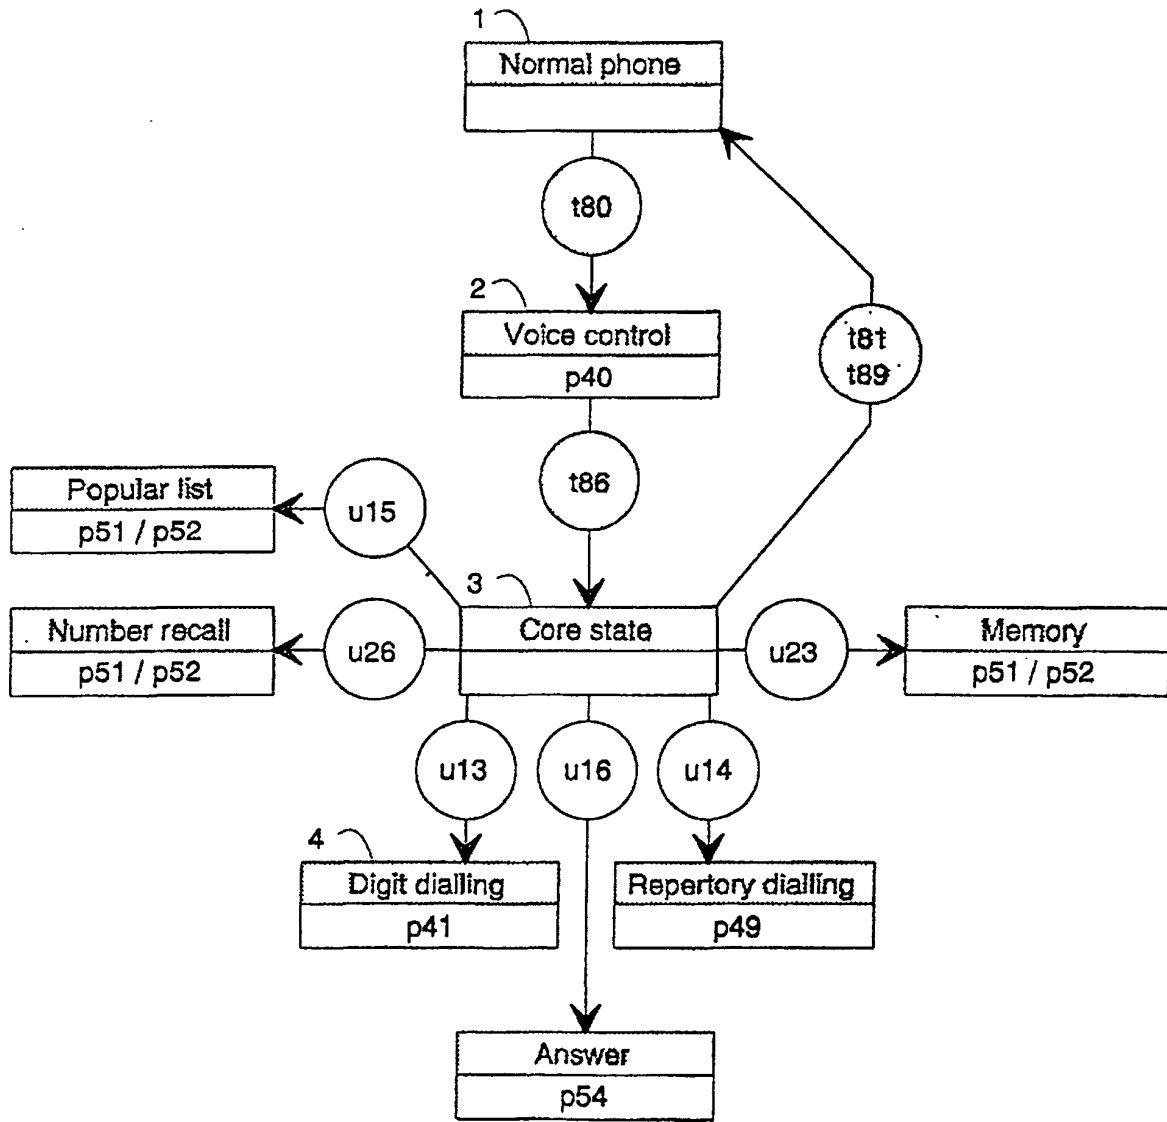 1
Normal phone
t80
2
Voice control
p40
t81
t89
t86
Popular list
p51 / p52
u15
3
Core state
Number recall
p51 / p52
u26
u23
Memory
p51 / p52
u13
u16
u14
4
Digit dialling
p41
Repertory dialling
p49
Answer
p54